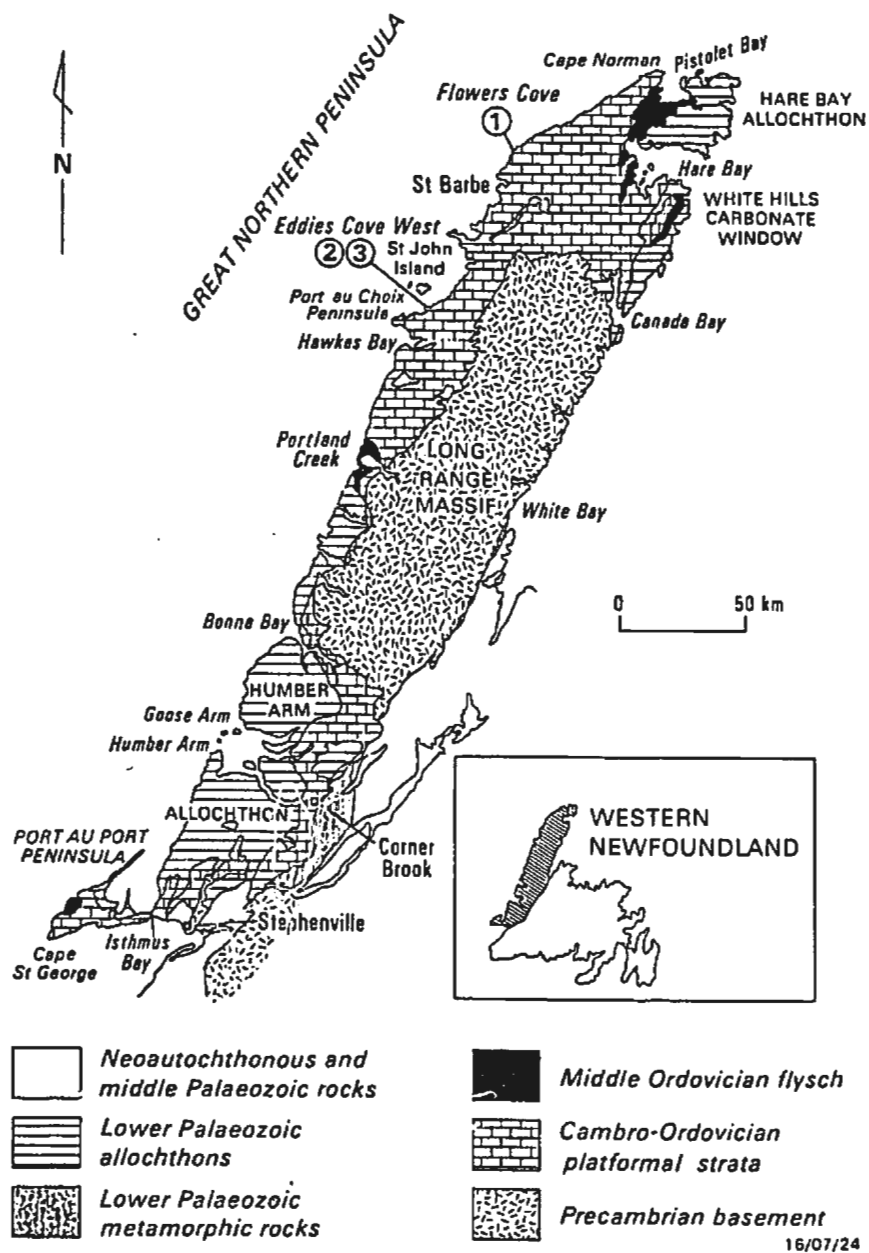 GREAT NORTHERN PENINSULA
N
Cape Norman
Pistolet Bay
Flowers Cove
1
HARE BAY
ALLOCHTHON
St Barbe
Hare Bay
WHITE HILLS
CARBONATE
WINDOW
Eddies Cove West
2 3
St John
Island
Port au Choix
Peninsula
Canada Bay
Hawkes Bay
Portland
Creek
LONG
RANGE
MASSIF
White Bay
0 50 km
Bonne Bay
HUMBER
ARM
Goose Arm
Humber Arm
ALLOCHTHON
Corner
Brook
PORT AU PORT
PENINSULA
Stephenville
Isthmus
Bay
Cape
St George
WESTERN
NEWFOUNDLAND
Neoautochthonous and
middle Palaeozoic rocks
Lower Palaeozoic
allochthons
Lower Palaeozoic
metamorphic rocks
Middle Ordovician flysch
Cambro-Ordovician
platformal strata
Precambrian basement
16/07/24